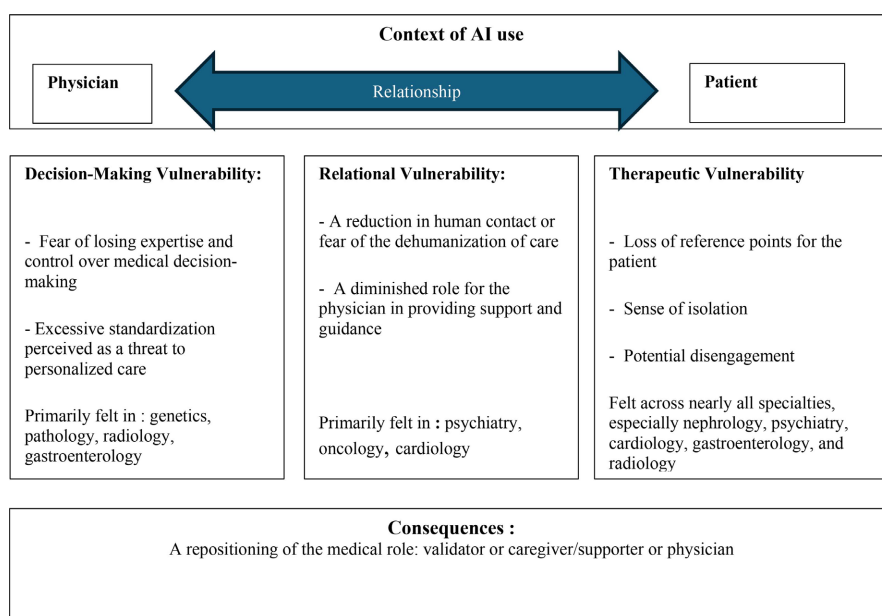 Context of AI use
Physician
Relationship
Patient
Decision-Making Vulnerability:
- Fear of losing expertise and
control over medical decision-
making
- Excessive standardization
perceived as a threat to
personalized care
Primarily felt in : genetics,
pathology, radiology,
gastroenterology
Relational Vulnerability:
- A reduction in human contact or
fear of the dehumanization of care
- A diminished role for the
physician in providing support and
guidance
Primarily felt in : psychiatry,
oncology, cardiology
Therapeutic Vulnerability
- Loss of reference points for the
patient
- Sense of isolation
- Potential disengagement
Felt across nearly all specialties,
especially nephrology, psychiatry,
cardiology, gastroenterology, and
radiology
Consequences :
A repositioning of the medical role: validator or caregiver/supporter or physician